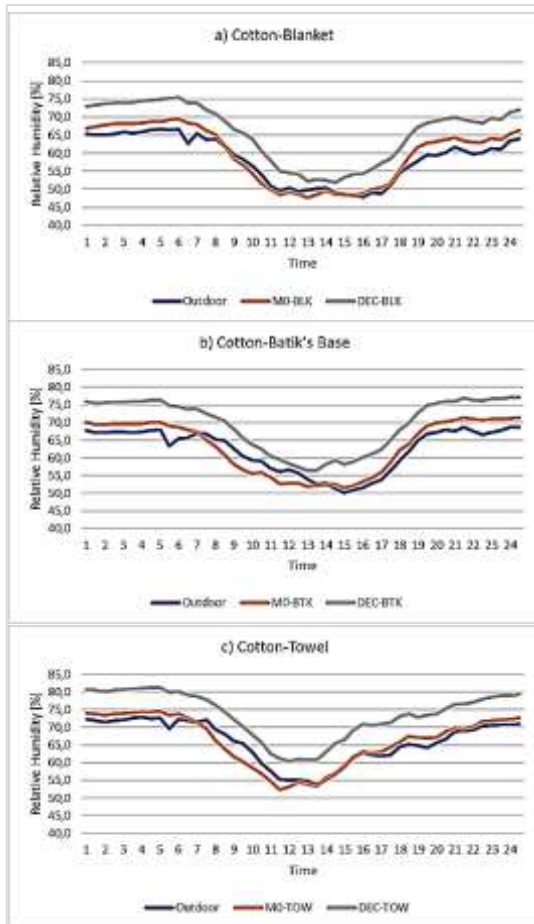 a) Cotton-Blanket
Relative Humidity [%]
85,0
80,0
75,0
70,0
65,0
60,0
55,0
50,0
45,0
40,0
1 2 3 4 5 6 7 8 9 10 11 12 13 14 15 16 17 18 19 20 21 22 23 24
Time
Outdoor M0-BLK DEC-BLK
b) Cotton-Batik's Base
Relative Humidity [%]
85,0
80,0
75,0
70,0
65,0
60,0
55,0
50,0
45,0
40,0
1 2 3 4 5 6 7 8 9 10 11 12 13 14 15 16 17 18 19 20 21 22 23 24
Time
Outdoor M0-BTK DEC-BTK
c) Cotton-Towel
Relative Humidity [%]
85,0
80,0
75,0
70,0
65,0
60,0
55,0
50,0
45,0
40,0
1 2 3 4 5 6 7 8 9 10 11 12 13 14 15 16 17 18 19 20 21 22 23 24
Time
Outdoor M0-TOW DEC-TOW